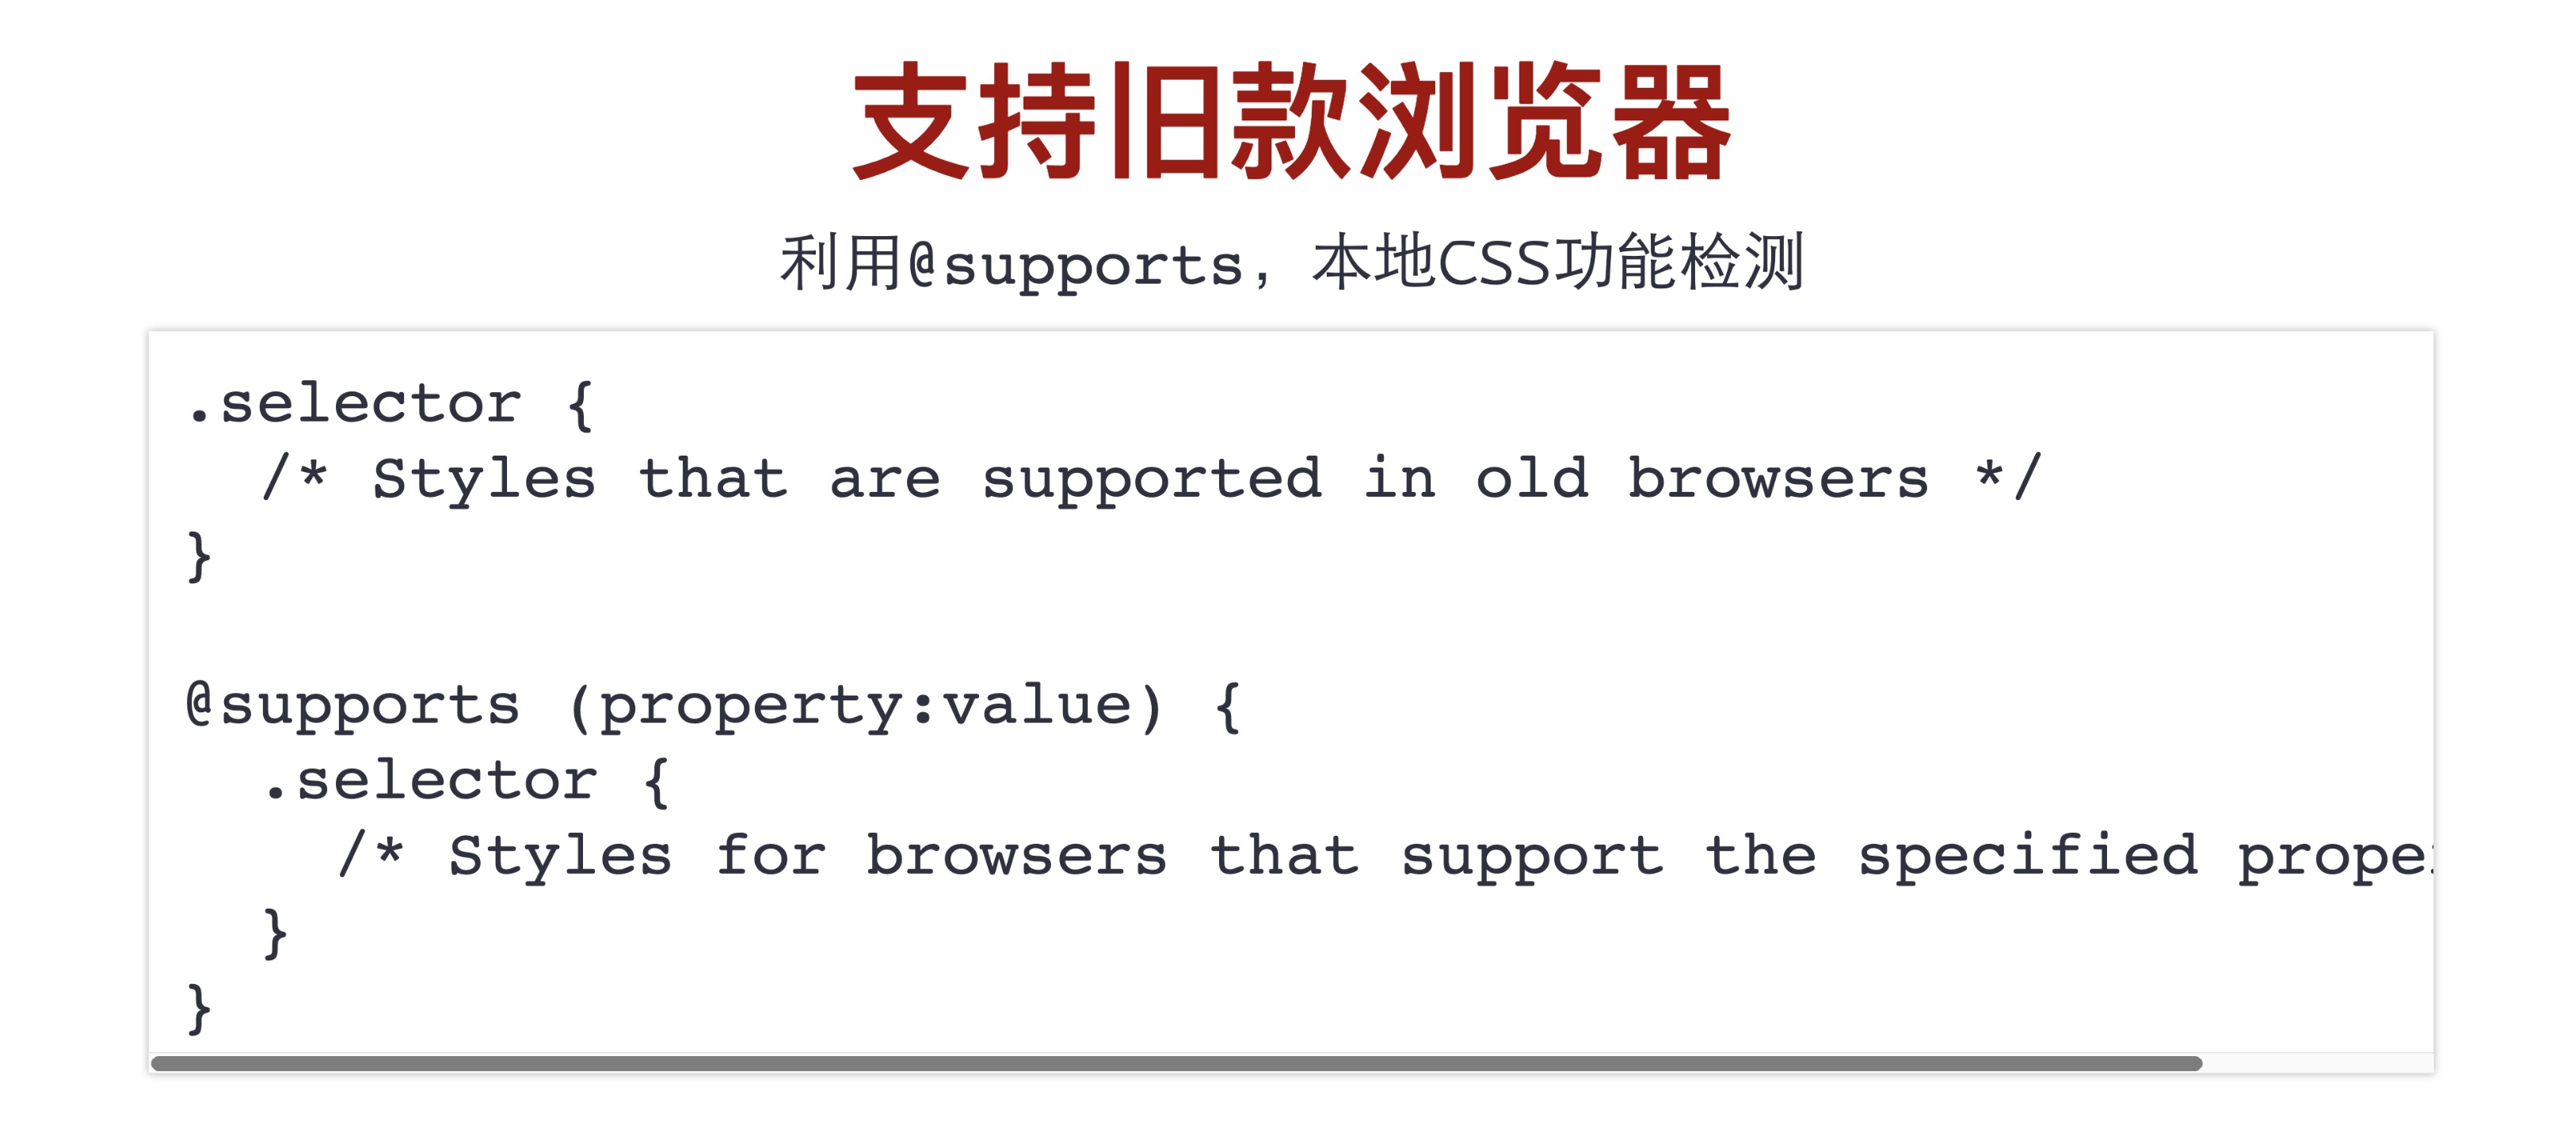 支持旧款浏览器
利用@supports，本地CSS功能检测
.selector {
  /* Styles that are supported in old browsers */
}

@supports (property:value) {
  .selector {
    /* Styles for browsers that support the specified
  }
}